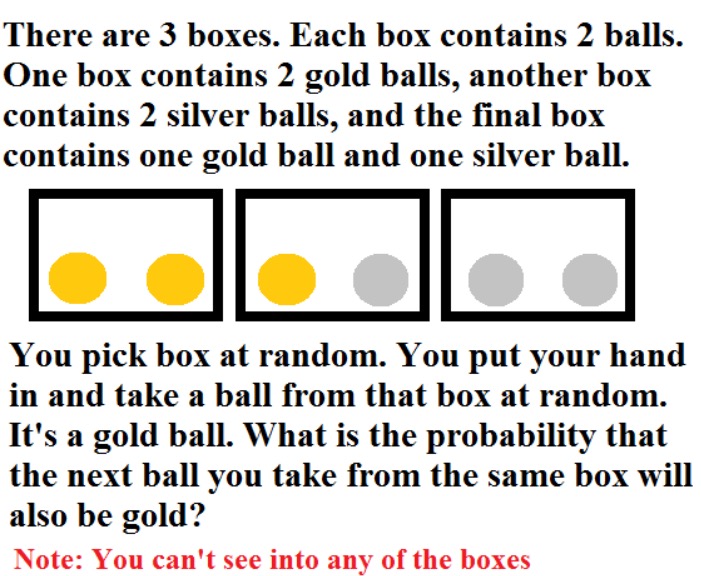 There are 3 boxes. Each box contains 2 balls.
One box contains 2 gold balls, another box
contains 2 silver balls, and the final box
contains one gold ball and one silver ball.
You pick box at random. You put your hand
in and take a ball from that box at random.
It's a gold ball. What is the probability that
the next ball you take from the same box will
also be gold?
Note: You can't see into any of the boxes